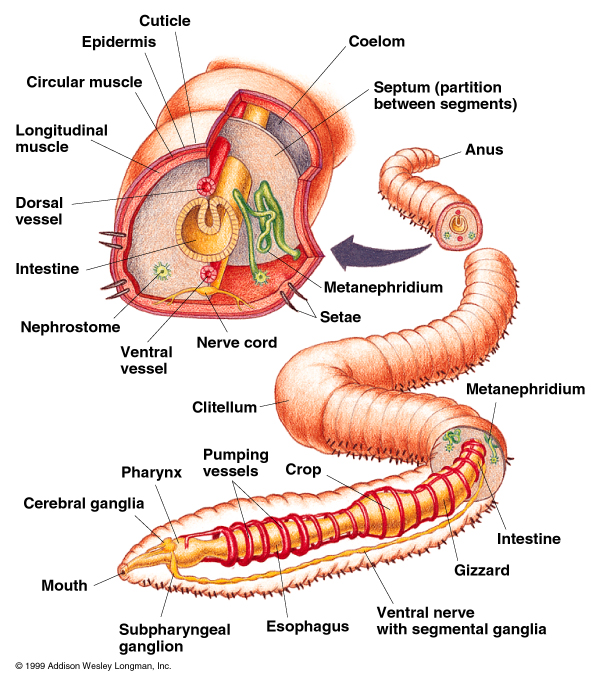 Cuticle
Epidermis
Coelom
Circular muscle
Septum (partition
between segments)
Longitudinal
muscle
Anus
Dorsal
vessel
Intestine
Metanephridium
Setae
Nephrostome
Nerve cord
Ventral
vessel
Metanephridium
Clitellum
Pumping
vessels
Crop
Pharynx
Cerebral ganglia
Intestine
Gizzard
Mouth
Ventral nerve
with segmental ganglia
Esophagus
Subpharyngeal
ganglion
© 1999 Addison Wesley Longman, Inc.